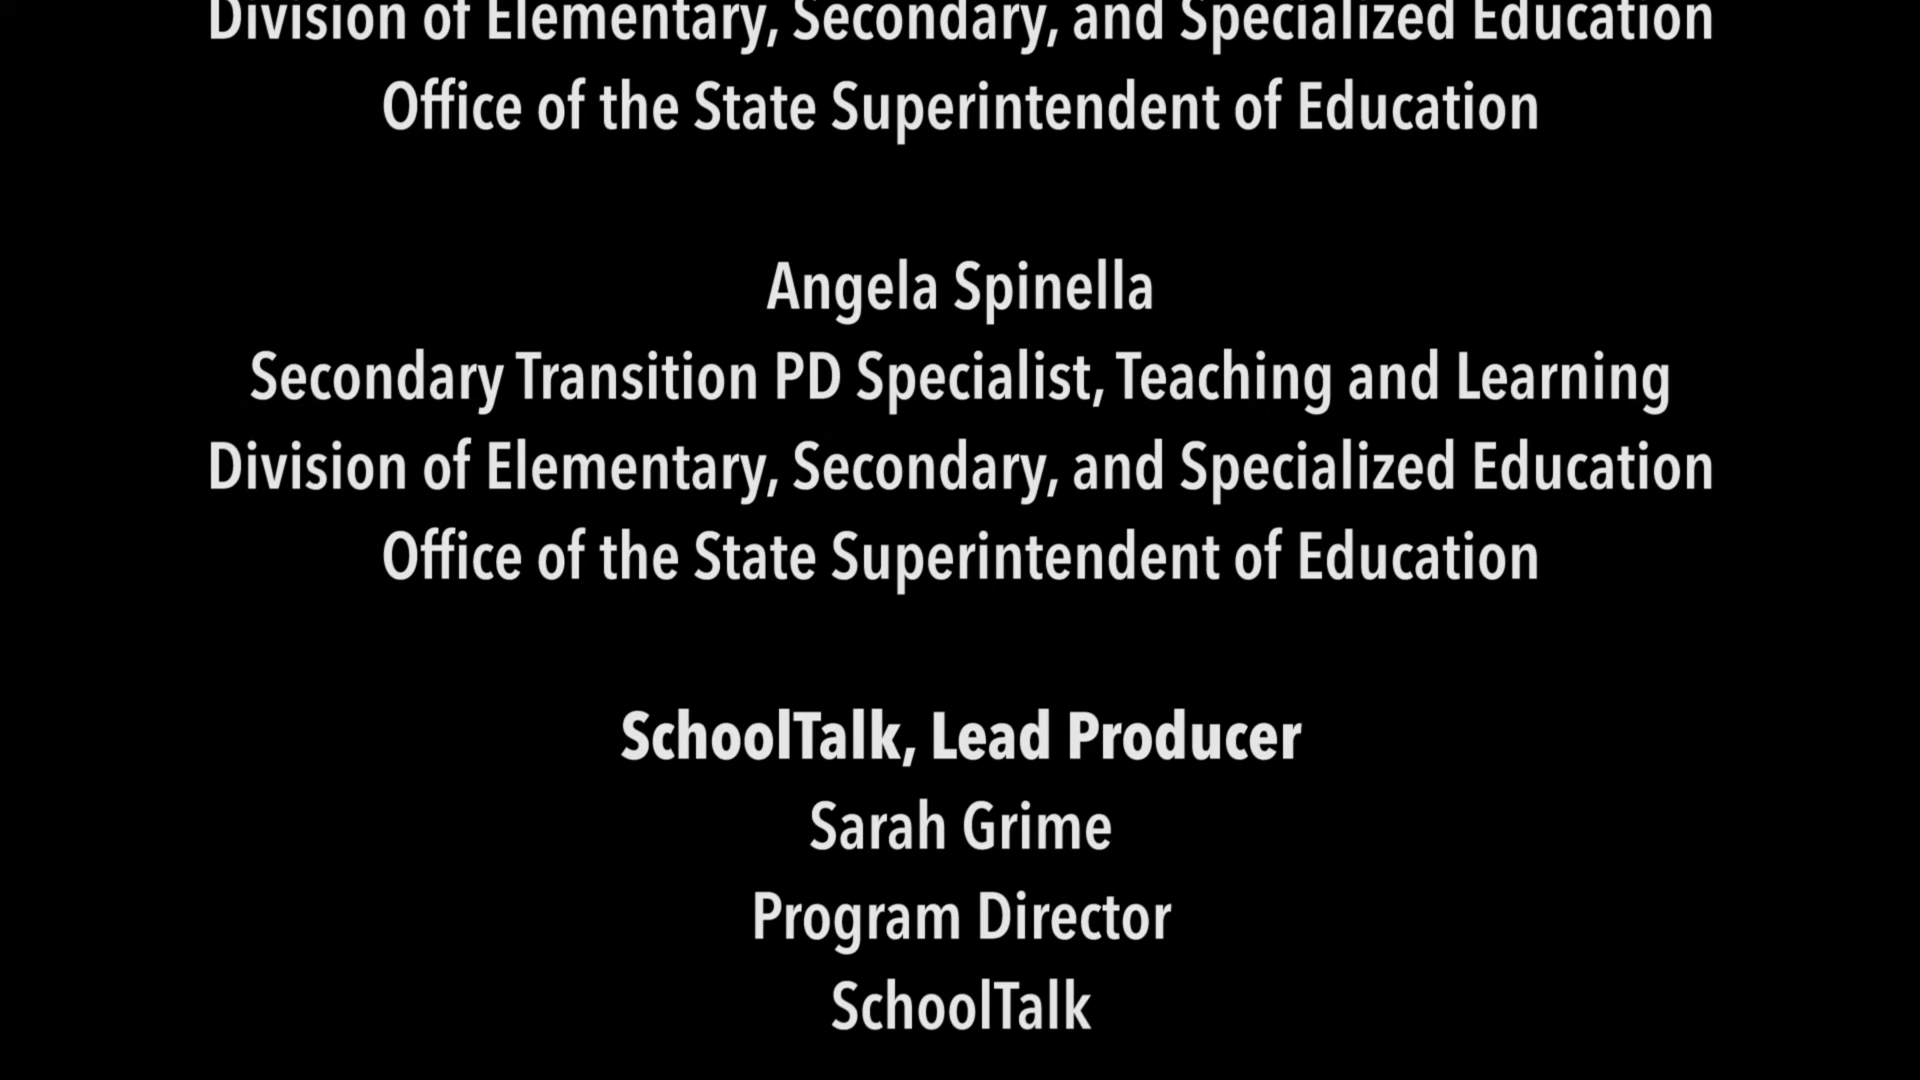 Division of Elementary, Secondary, and Specialized Education
Office of the State Superintendent of Education
Angela Spinella
Secondary Transition PD Specialist, Teaching and Learning
Division of Elementary, Secondary, and Specialized Education
Office of the State Superintendent of Education
SchoolTalk, Lead Producer
Sarah Grime
Program Director
SchoolTalk